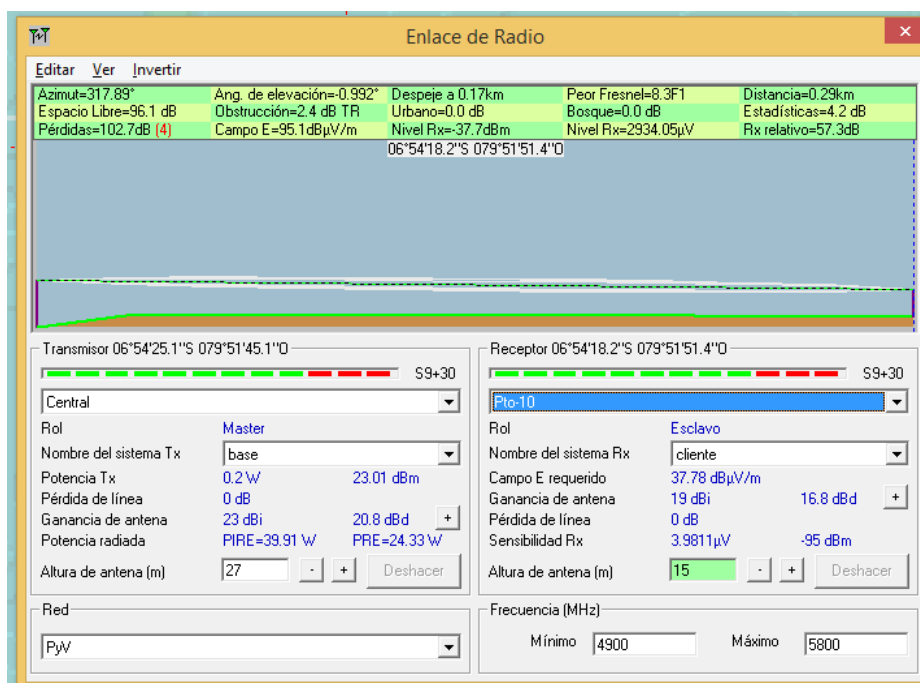 Enlace de Radio
Editar Ver Invertir
Azimut=317.89° Ang. de elevación=-0.992° Despeje a 0.17km Peor Fresnel=8.3F1 Distancia=0.29km
Espacio Libre=96.1 dB Obstrucción=2.4 dB TR Urbano=0.0 dB Bosque=0.0 dB Estadísticas=4.2 dB
Pérdidas=102.7dB (4) Campo E=95.1dBµV/m Nivel Rx=-37.7dBm Nivel Rx=2934.05µV Rx relativo=57.3dB
06°54'18.2"S 079°51'51.4"O
Transmisor 06°54'25.1"S 079°51'45.1"O
S9+30
Central
Rol Master
Nombre del sistema Tx base
Potencia Tx 0.2 W 23.01 dBm
Pérdida de línea 0 dB
Ganancia de antena 23 dBi 20.8 dBd +
Potencia radiada PIRE=39.91 W PRE=24.33 W
Altura de antena (m) 27 - + Deshacer
Red
PyV
Receptor 06°54'18.2"S 079°51'51.4"O
S9+30
Pto-10
Rol Esclavo
Nombre del sistema Rx cliente
Campo E requerido 37.78 dBµV/m
Ganancia de antena 19 dBi 16.8 dBd +
Pérdida de línea 0 dB
Sensibilidad Rx 3.9811µV -95 dBm
Altura de antena (m) 15 - + Deshacer
Frecuencia (MHz)
Mínimo 4900 Máximo 5800